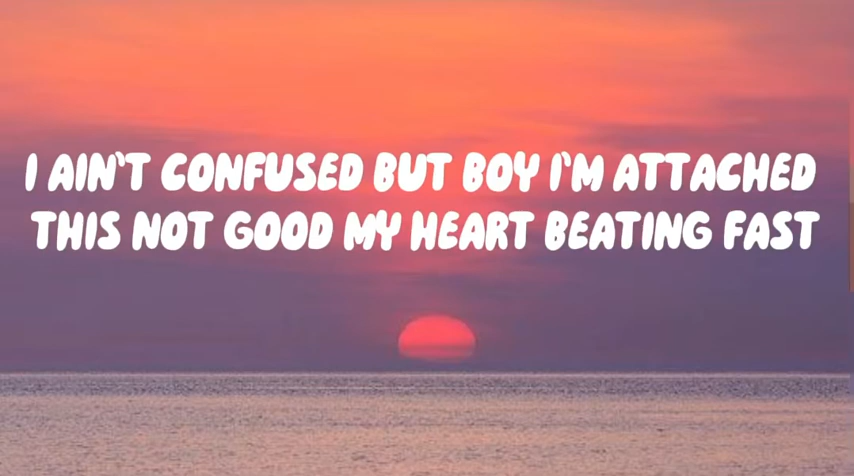 I AIN'T CONFUSED BUT BOY I'M ATTACHED
THIS NOT GOOD MY HEART BEATING FAST